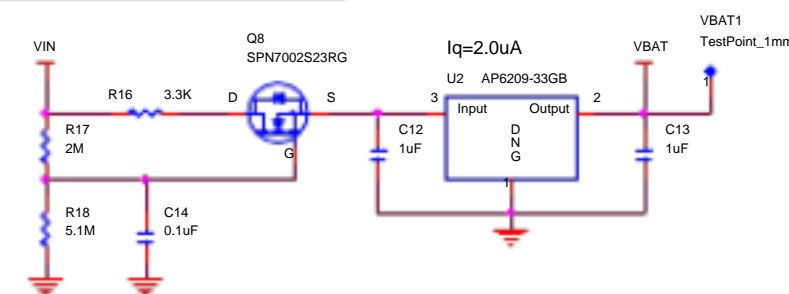 VBAT1
TestPoint_1mm
VIN
Q8
SPN7002S23RG
Iq=2.0uA
VBAT
U2 AP6209-33GB
1
R16 3.3K
D
S
3
Input
Output
2
R17
2M
G
C12
1uF
D
N
G
C13
1uF
1
R18
5.1M
C14
0.1uF